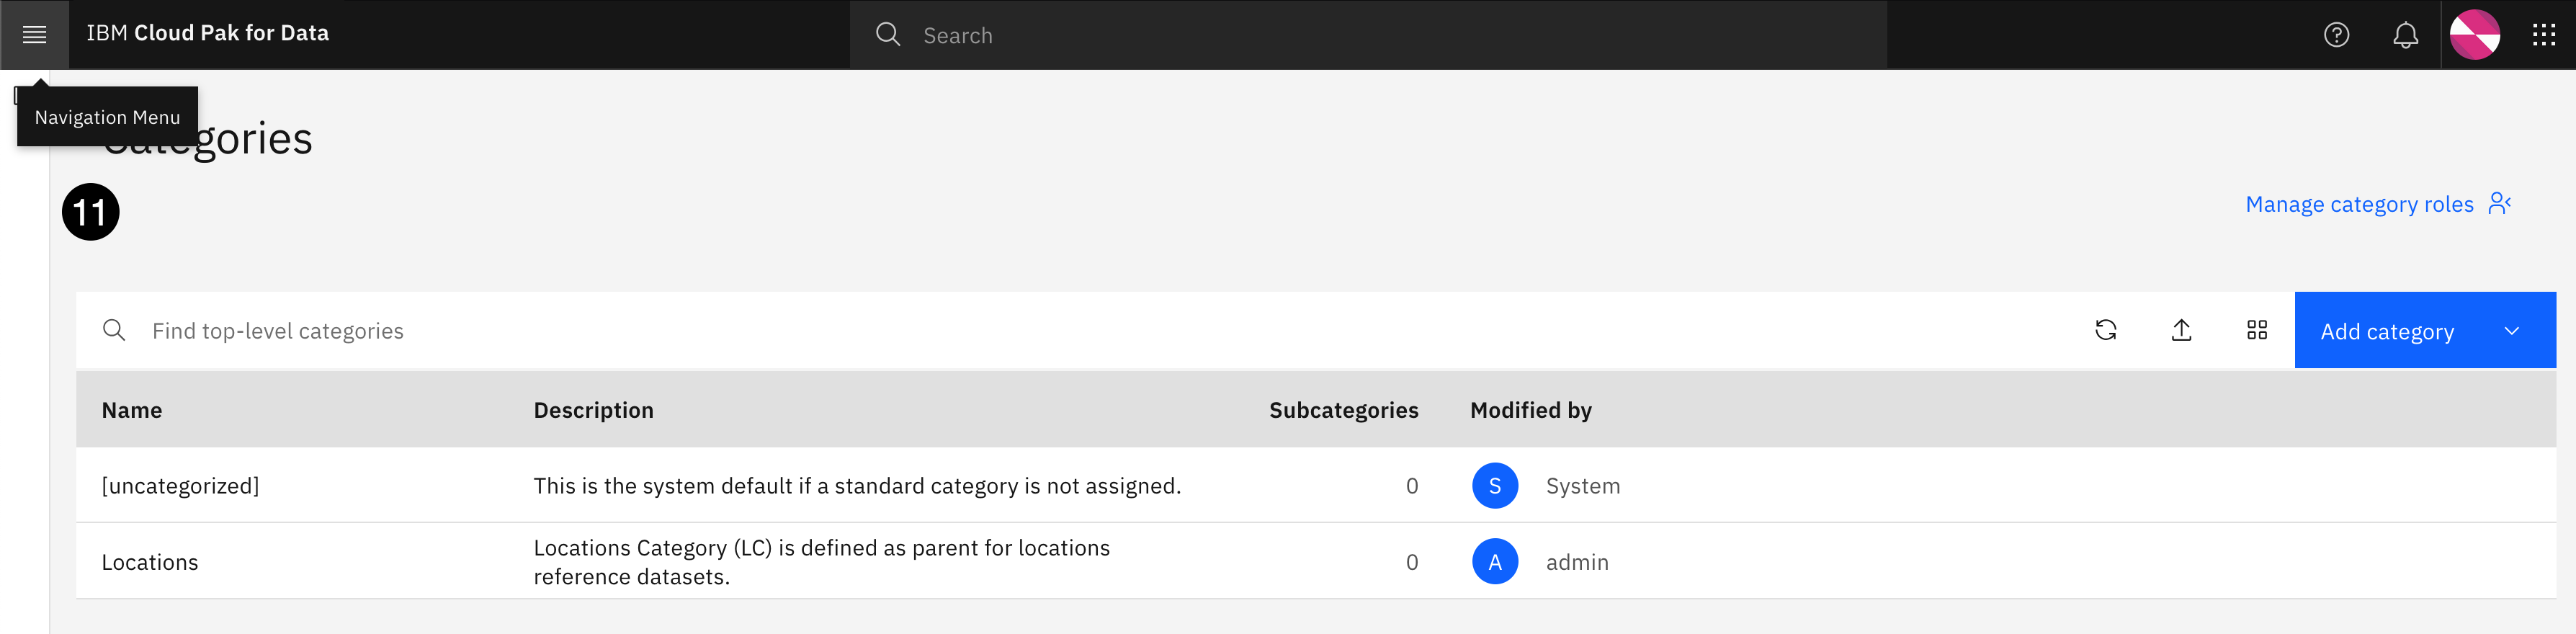 IBM Cloud Pak for Data
Search
Navigation Menu
Categories
11
Manage category roles
Find top-level categories
Add category
Name Description Subcategories Modified by
[uncategorized] This is the system default if a standard category is not assigned. 0 S System
Locations Locations Category (LC) is defined as parent for locations
reference datasets. 0 A admin